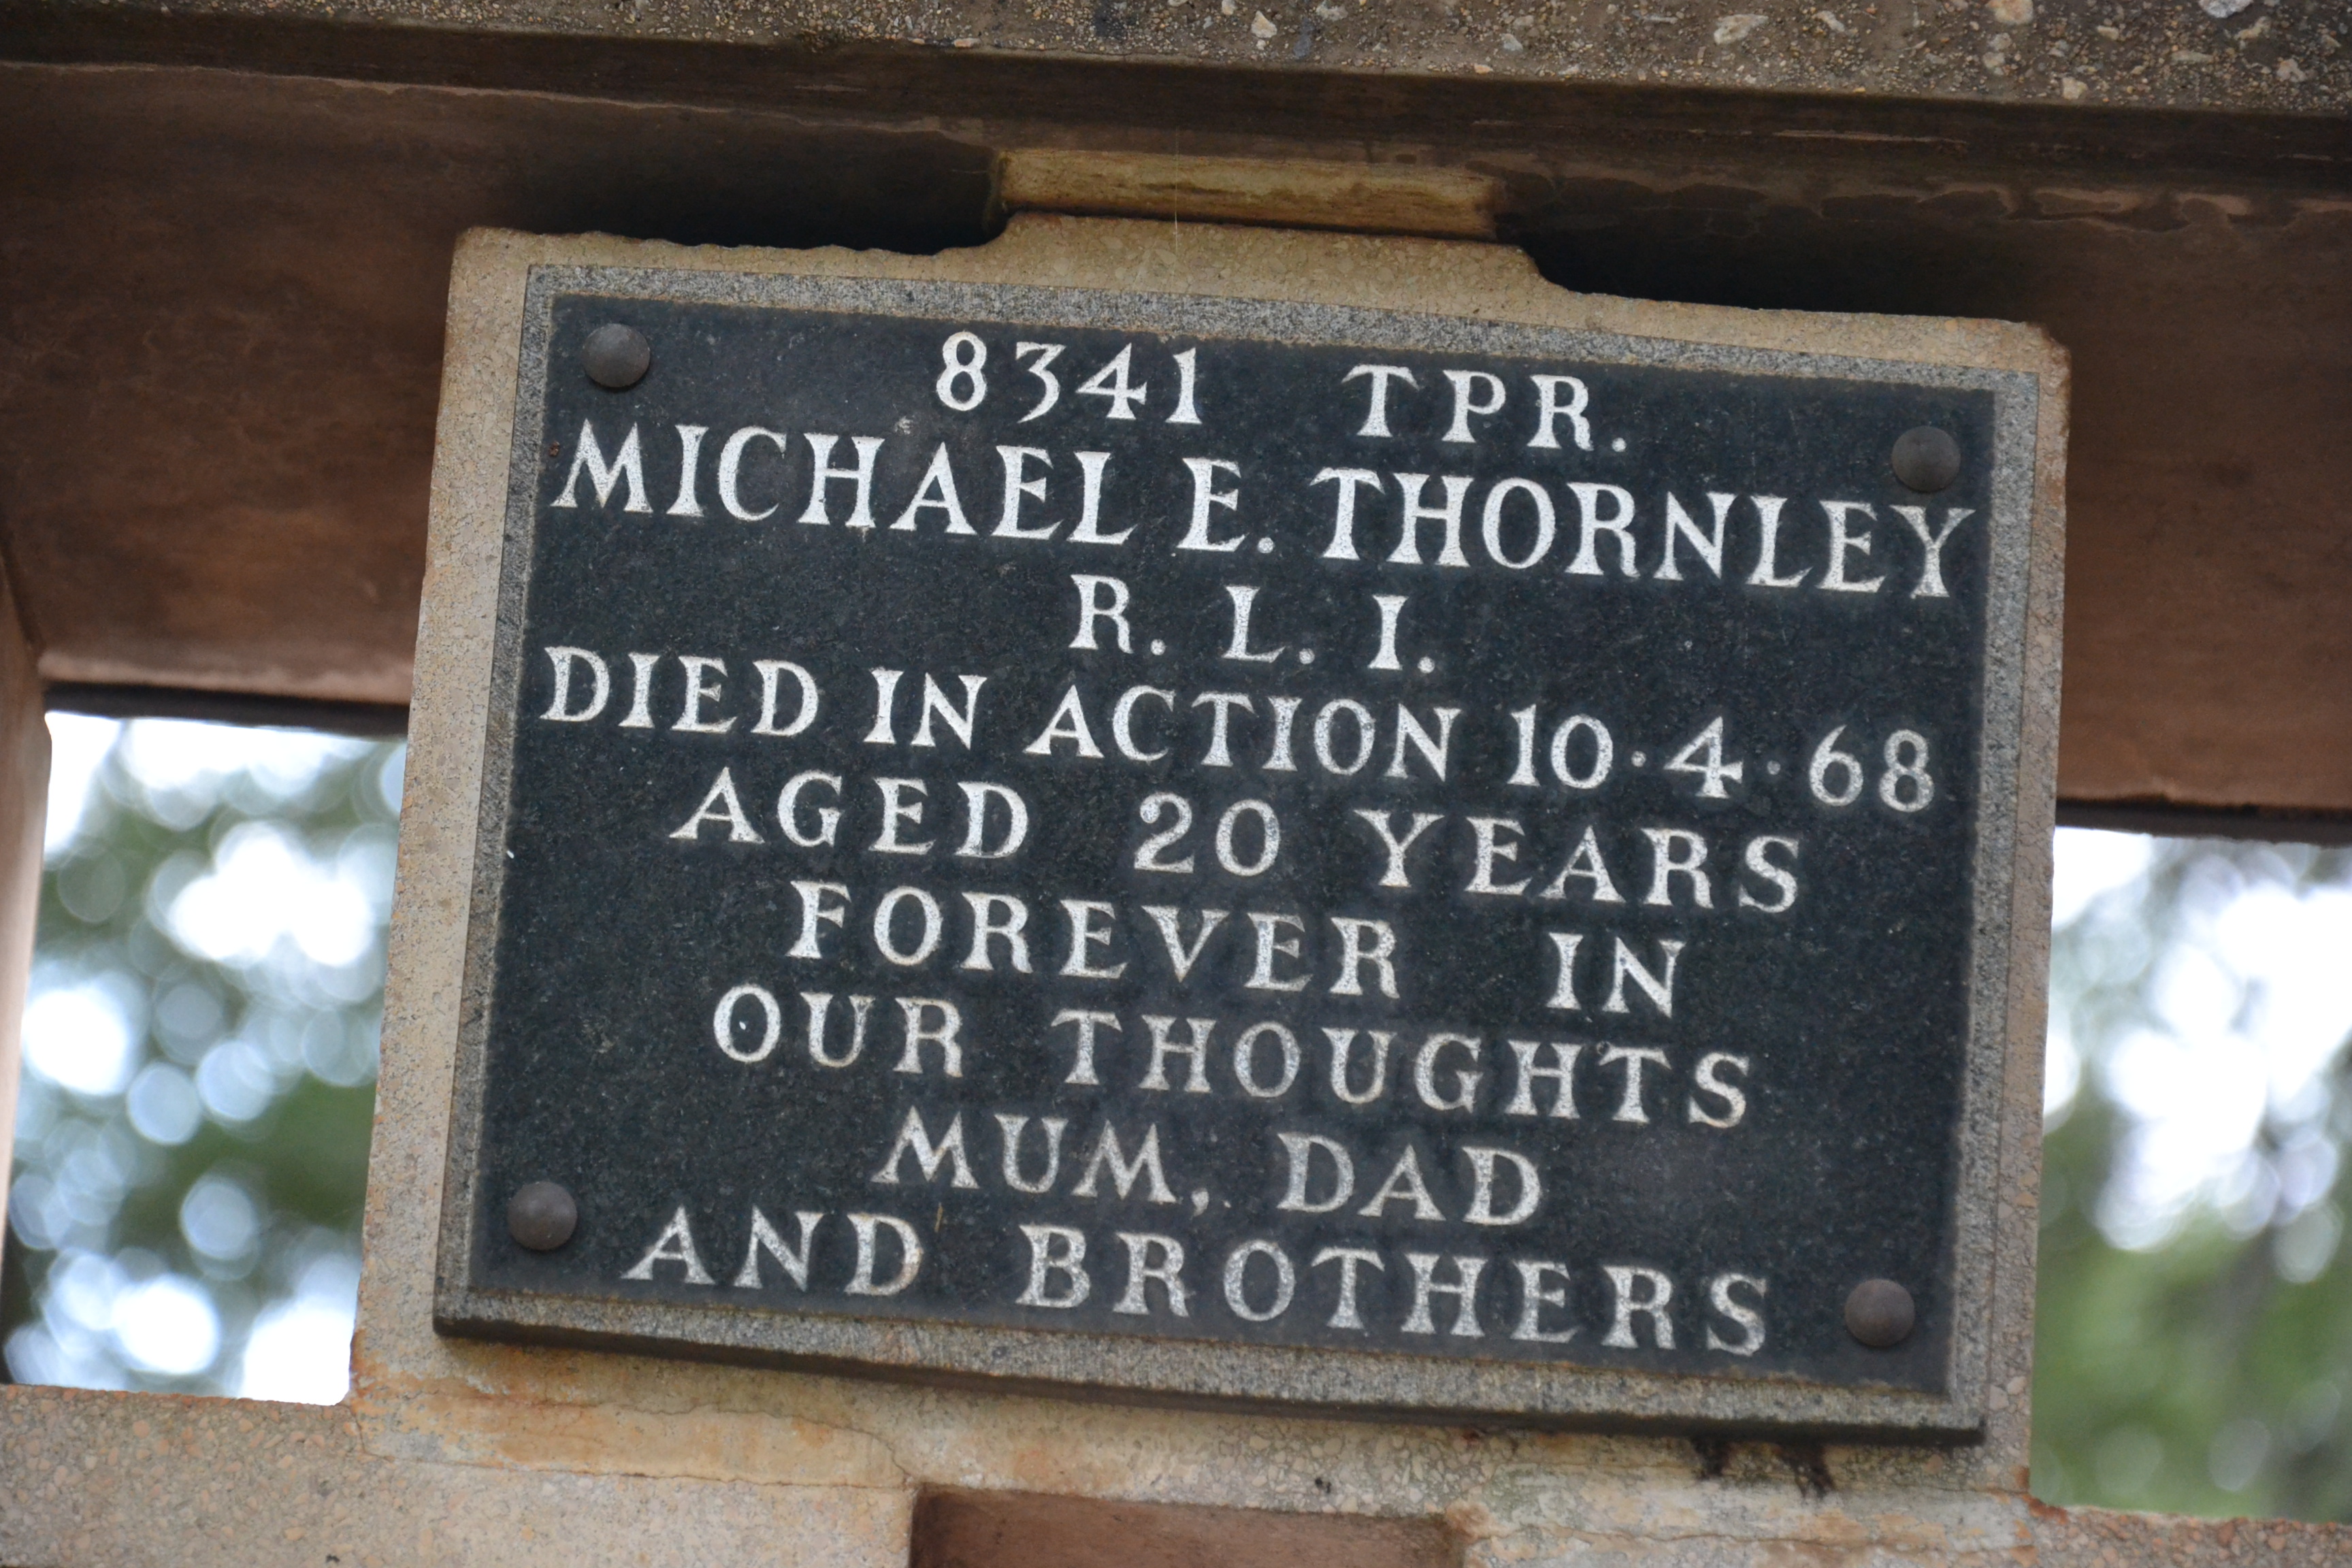 8341 TPR.
MICHAEL E. THORNLEY
R. L. I.
DIED IN ACTION 10·4·68
AGED 20 YEARS
FOREVER IN
OUR THOUGHTS
MUM, DAD
AND BROTHERS